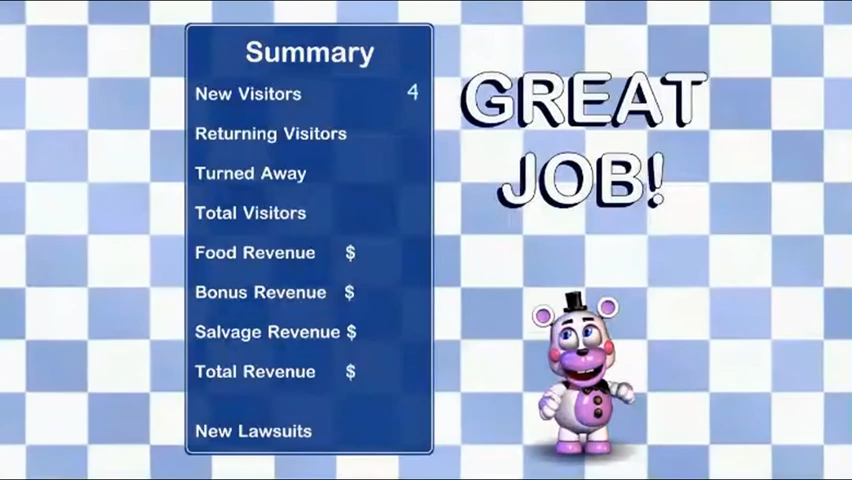 Summary
New Visitors 4
Returning Visitors
Turned Away
Total Visitors
Food Revenue $
Bonus Revenue $
Salvage Revenue $
Total Revenue $
New Lawsuits
GREAT
JOB!